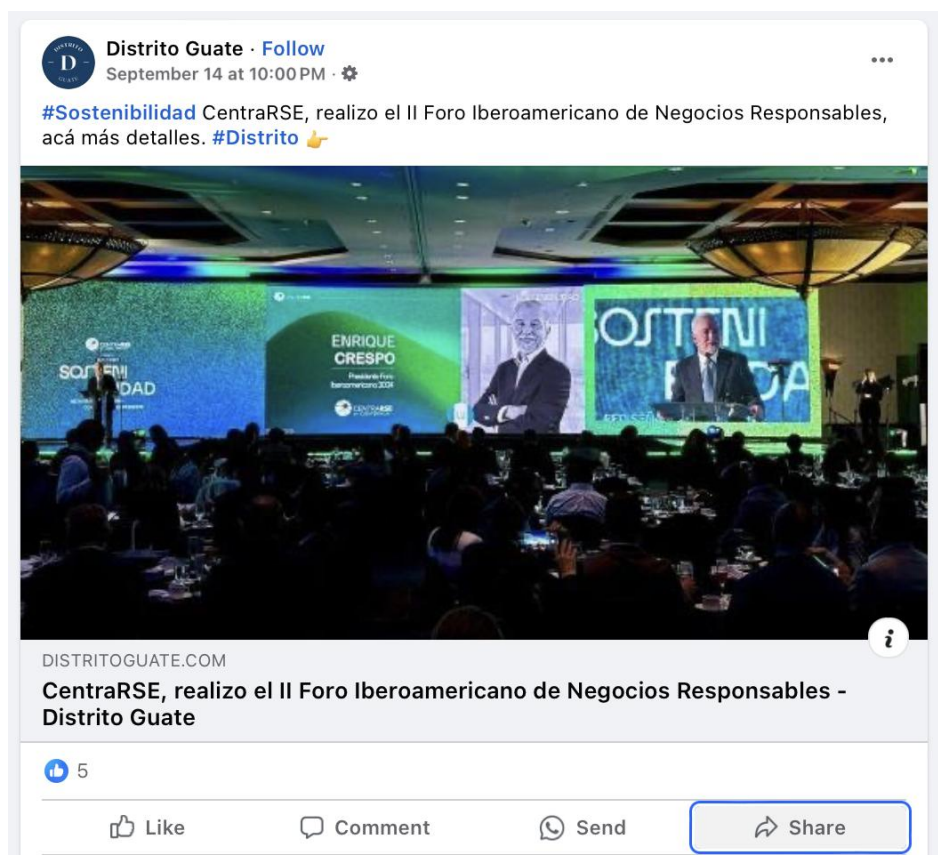 DISTRITO
D
GUATE
Distrito Guate · Follow
September 14 at 10:00 PM ·
#Sostenibilidad CentraRSE, realizo el II Foro Iberoamericano de Negocios Responsables,
acá más detalles. #Distrito 👉
ENRIQUE
CRESPO
Presidente Foro
Iberoamericano 2024
CENTRARSE
SOSTENI
DAD
SOSTENI
DA
DISTRITOGUATE.COM
CentraRSE, realizo el II Foro Iberoamericano de Negocios Responsables -
Distrito Guate
5
Like
Comment
Send
Share